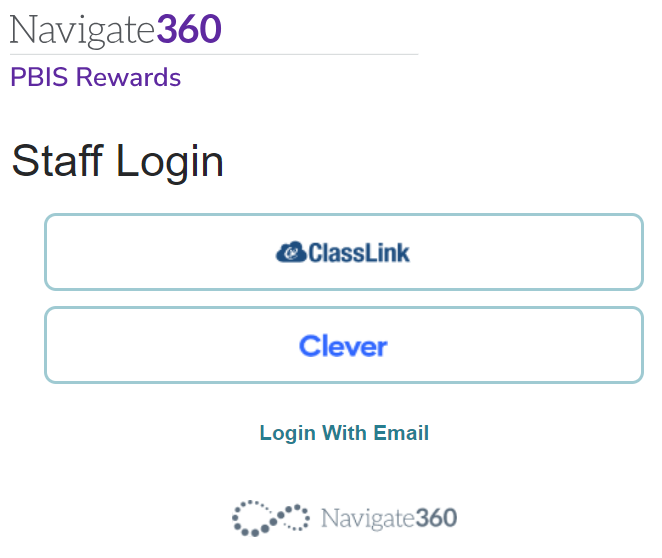 Navigate360
PBIS Rewards
Staff Login
ClassLink
Clever
Login With Email
Navigate360